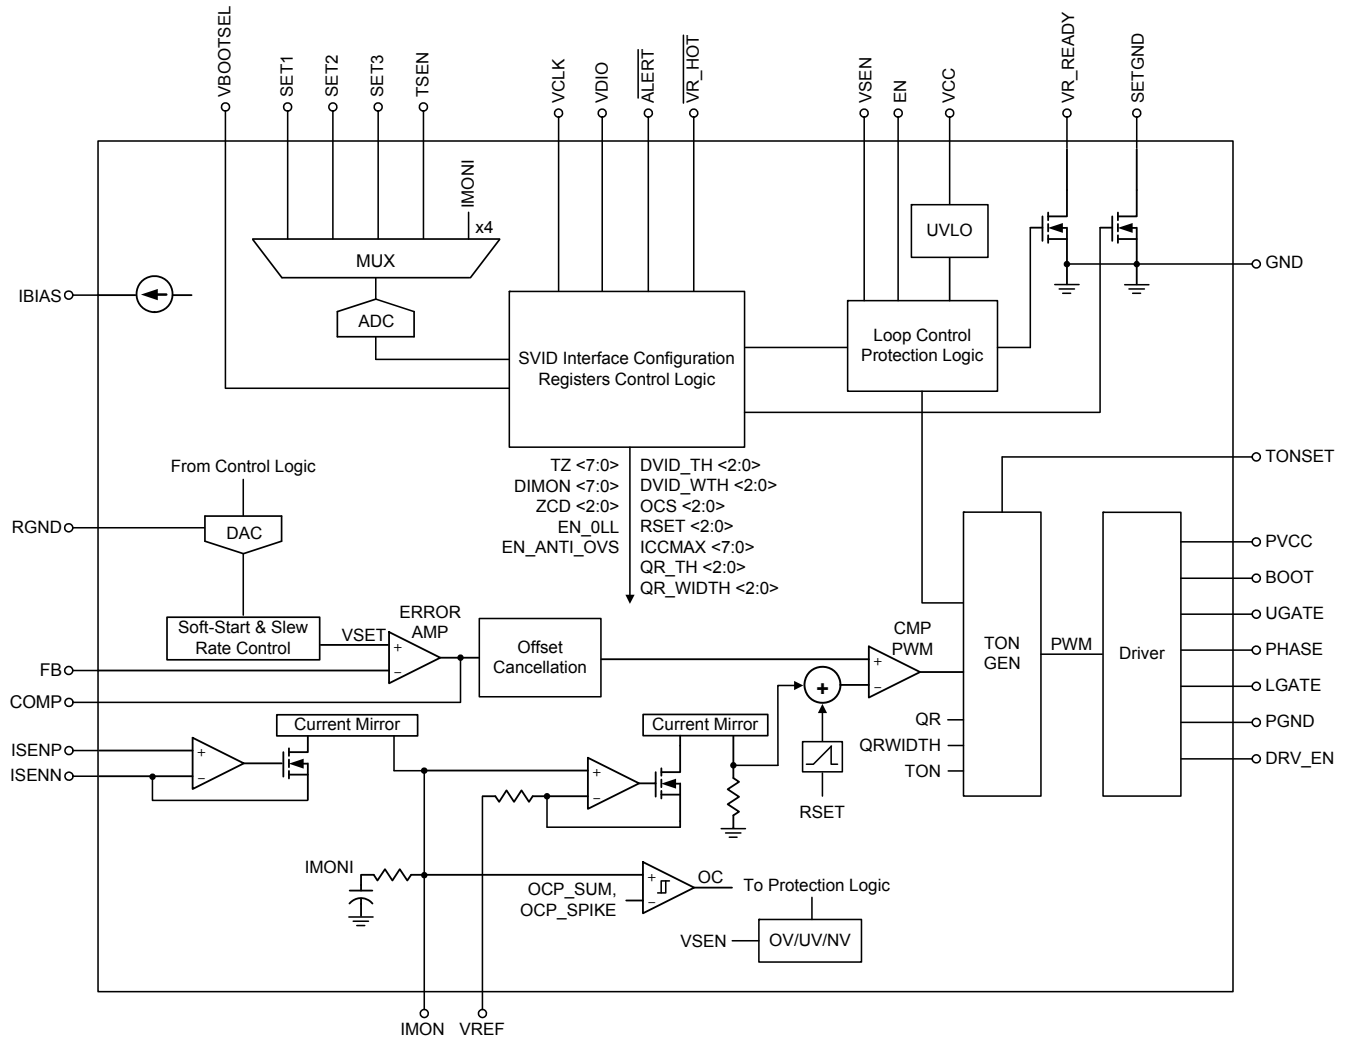 VBOOTSEL
SET1
SET2
SET3
TSEN
VCLK
VDIO
ALERT
VR_HOT
VSEN
EN
VCC
VR_READY
SETGND
IMONI
x4
MUX
ADC
IBIAS
UVLO
GND
SVID Interface Configuration
Registers Control Logic
Loop Control
Protection Logic
From Control Logic
RGND
DAC
TZ <7:0>
DIMON <7:0>
ZCD <2:0>
EN_0LL
EN_ANTI_OVS
DVID_TH <2:0>
DVID_WTH <2:0>
OCS <2:0>
RSET <2:0>
ICCMAX <7:0>
QR_TH <2:0>
QR_WIDTH <2:0>
TONSET
PVCC
BOOT
UGATE
PHASE
LGATE
PGND
DRV_EN
Soft-Start & Slew
Rate Control
VSET
ERROR
AMP
+
−
FB
COMP
Offset
Cancellation
CMP
PWM
+
−
+
TON
GEN
PWM
Driver
QR
QRWIDTH
TON
RSET
Current Mirror
ISENP
ISENN
+
−
Current Mirror
+
−
IMONI
OCP_SUM,
OCP_SPIKE
+
−
OC
To Protection Logic
VSEN
OV/UV/NV
IMON
VREF